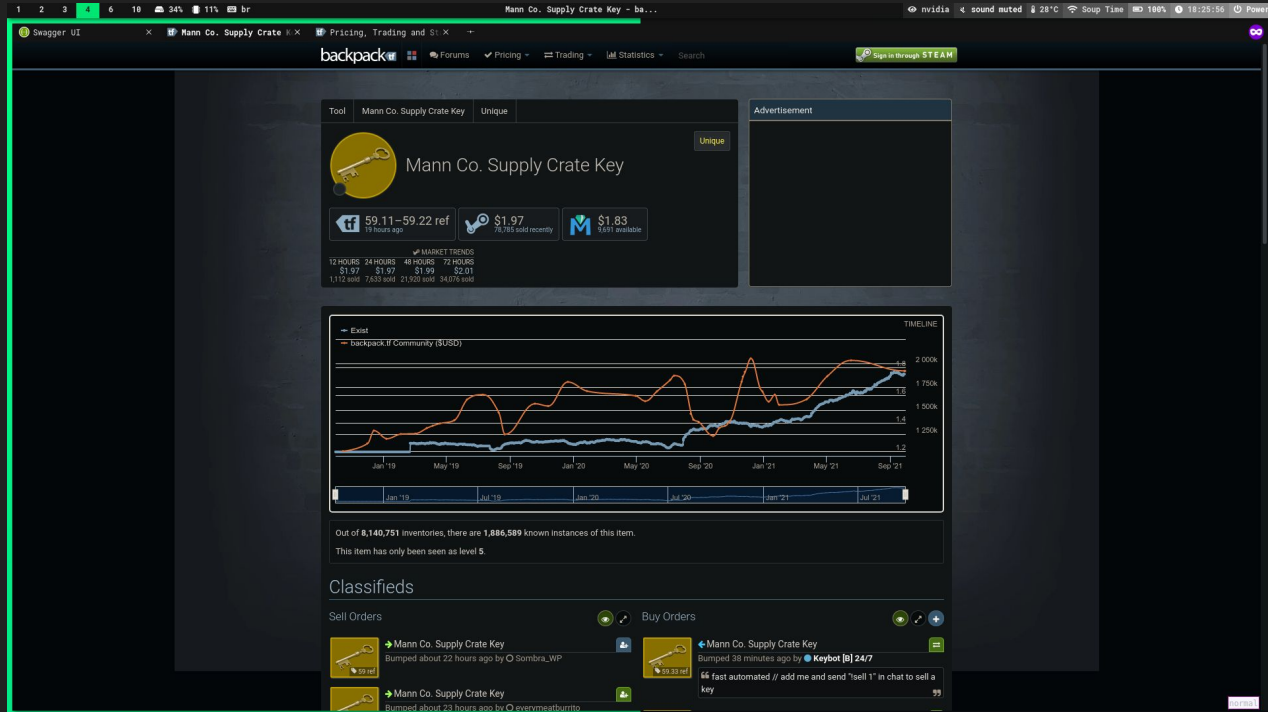 1 2 3 4 6 10 34% 11% br Mann Co. Supply Crate Key - ba... nvidia sound muted 28°C Soup Time 100% 18:25:56 Power
Swagger UI Mann Co. Supply Crate K Pricing, Trading and St
backpack.tf Forums Pricing Trading Statistics Search Sign in through STEAM
Tool Mann Co. Supply Crate Key Unique
Advertisement
Unique
Mann Co. Supply Crate Key
tf 59.11–59.22 ref $1.97 $1.83
19 hours ago 78,785 sold recently 9,691 available
MARKET TRENDS
12 HOURS 24 HOURS 48 HOURS 72 HOURS
$1.97 $1.97 $1.99 $2.01
1,112 sold 7,633 sold 21,920 sold 34,076 sold
TIMELINE
Exist
backpack.tf Community ($USD)
2 000k
1.8
1 750k
1.6
1 500k
1.4
1 250k
1.2
Jan '19 May '19 Sep '19 Jan '20 May '20 Sep '20 Jan '21 May '21 Sep '21
Jan '19 Jul '19 Jan '20 Jul '20 Jan '21 Jul '21
Out of 8,140,751 inventories, there are 1,886,589 known instances of this item.
This item has only been seen as level 5.
Classifieds
Sell Orders Buy Orders
Mann Co. Supply Crate Key
Bumped about 22 hours ago by Sombra_WP
59 ref
Mann Co. Supply Crate Key
Bumped 38 minutes ago by Keybot [B] 24/7
59.33 ref
fast automated // add me and send "!sell 1" in chat to sell a
key
Mann Co. Supply Crate Key
Bumped about 23 hours ago by everymeatburrito
normal